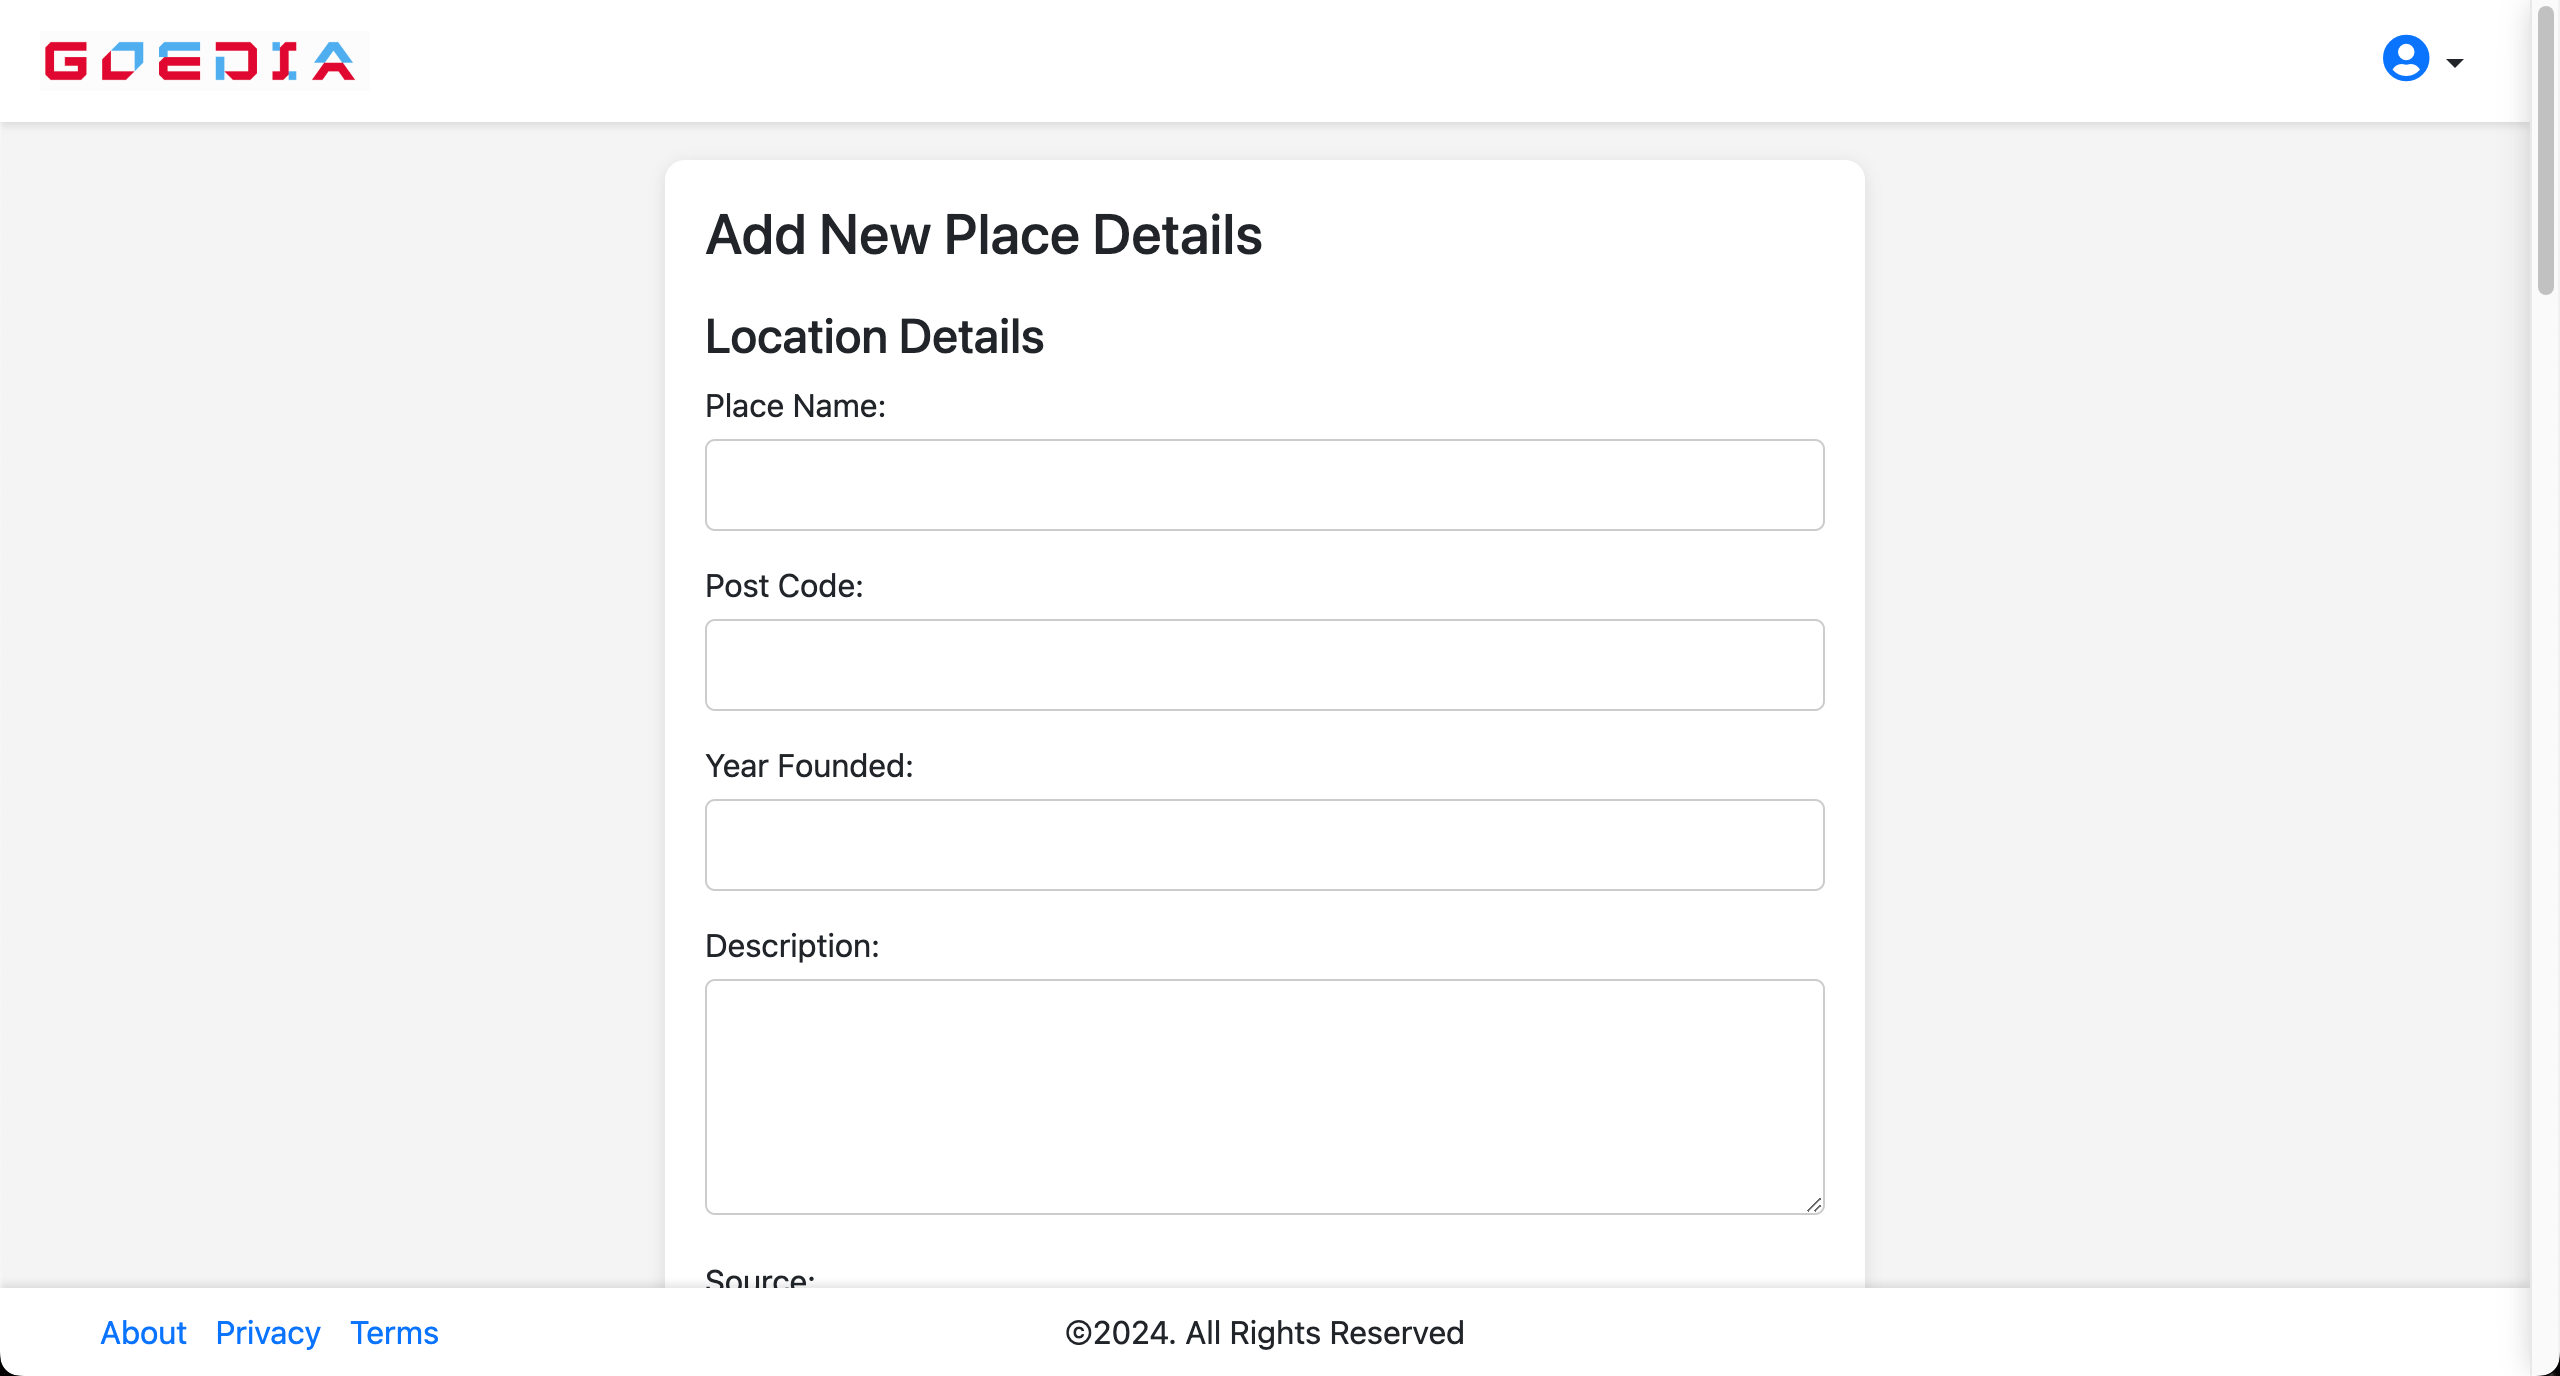 GOEDIA
Add New Place Details
Location Details
Place Name:
Post Code:
Year Founded:
Description:
Source:
About Privacy Terms
©2024. All Rights Reserved